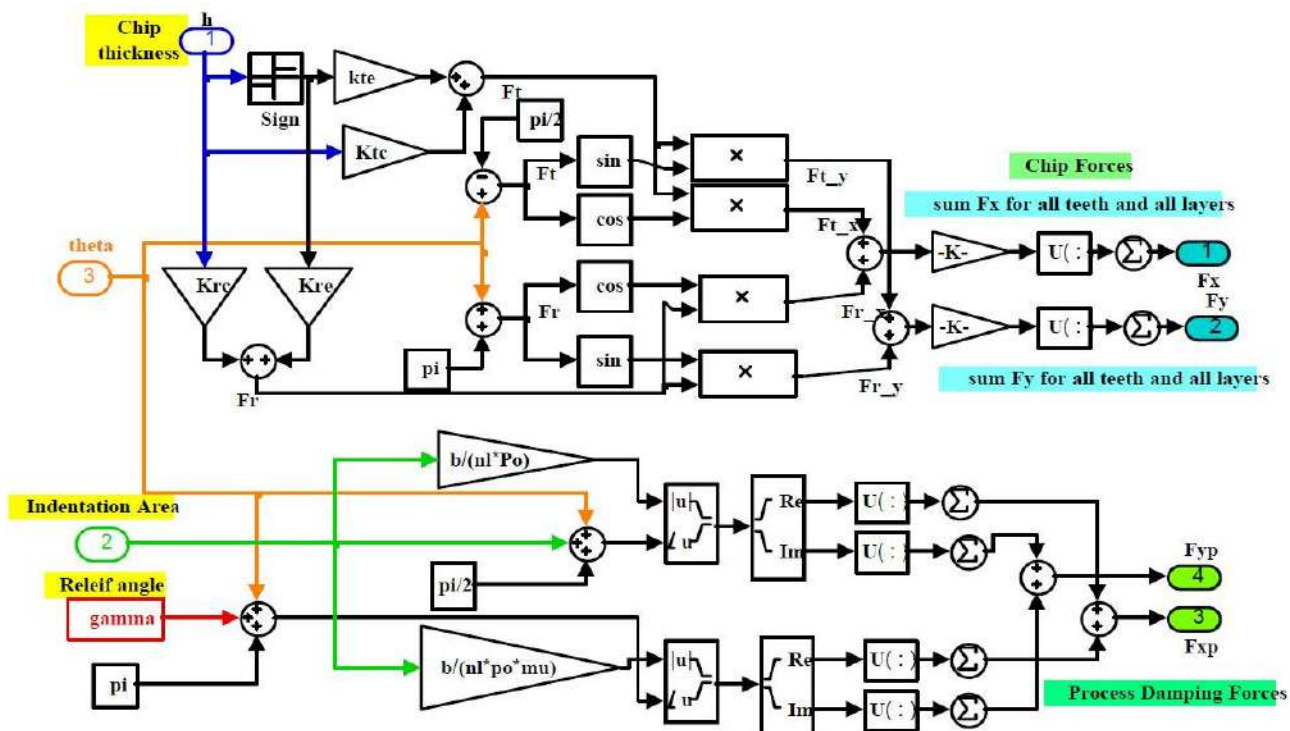 Chip
thickness
h
1
Sign
kte
Ktc
Ft
pi/2
Ft
sin
cos
×
×
Ft_y
Ft_x
Chip Forces
sum Fx for all teeth and all layers
theta
3
Krc
Kre
cos
sin
Fr
pi
Fr
×
×
Fr_x
Fr_y
-K-
U( :
Σ
1
Fx
Fy
-K-
U( :
Σ
2
sum Fy for all teeth and all layers
b/(nl*Po)
Indentation Area
2
pi/2
|u|
∠u
Re
Im
U( : )
Σ
U( : )
Σ
Fyp
4
3
Fxp
Releif angle
gamma
pi
b/(nl*po*mu)
|u|
∠u
Re
Im
U( : )
Σ
U( : )
Σ
Process Damping Forces